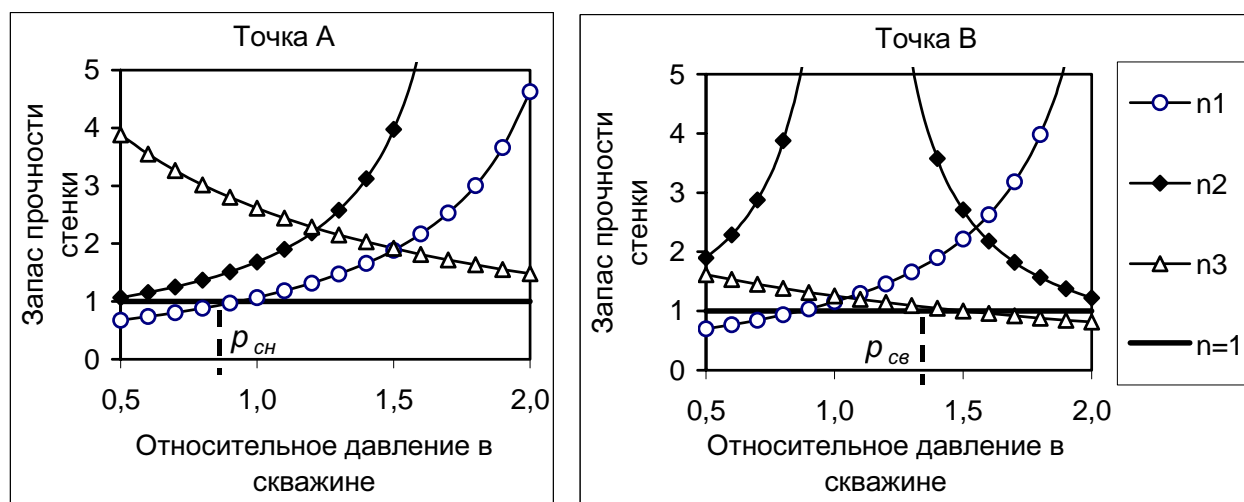 Точка А
Запас прочности
стенки
5
4
3
2
1
0
p сн
0,5
1,0
1,5
2,0
Относительное давление в
скважине
Точка В
Запас прочности
стенки
5
4
3
2
1
0
p св
0,5
1,0
1,5
2,0
Относительное давление в
скважине
n1
n2
n3
n=1